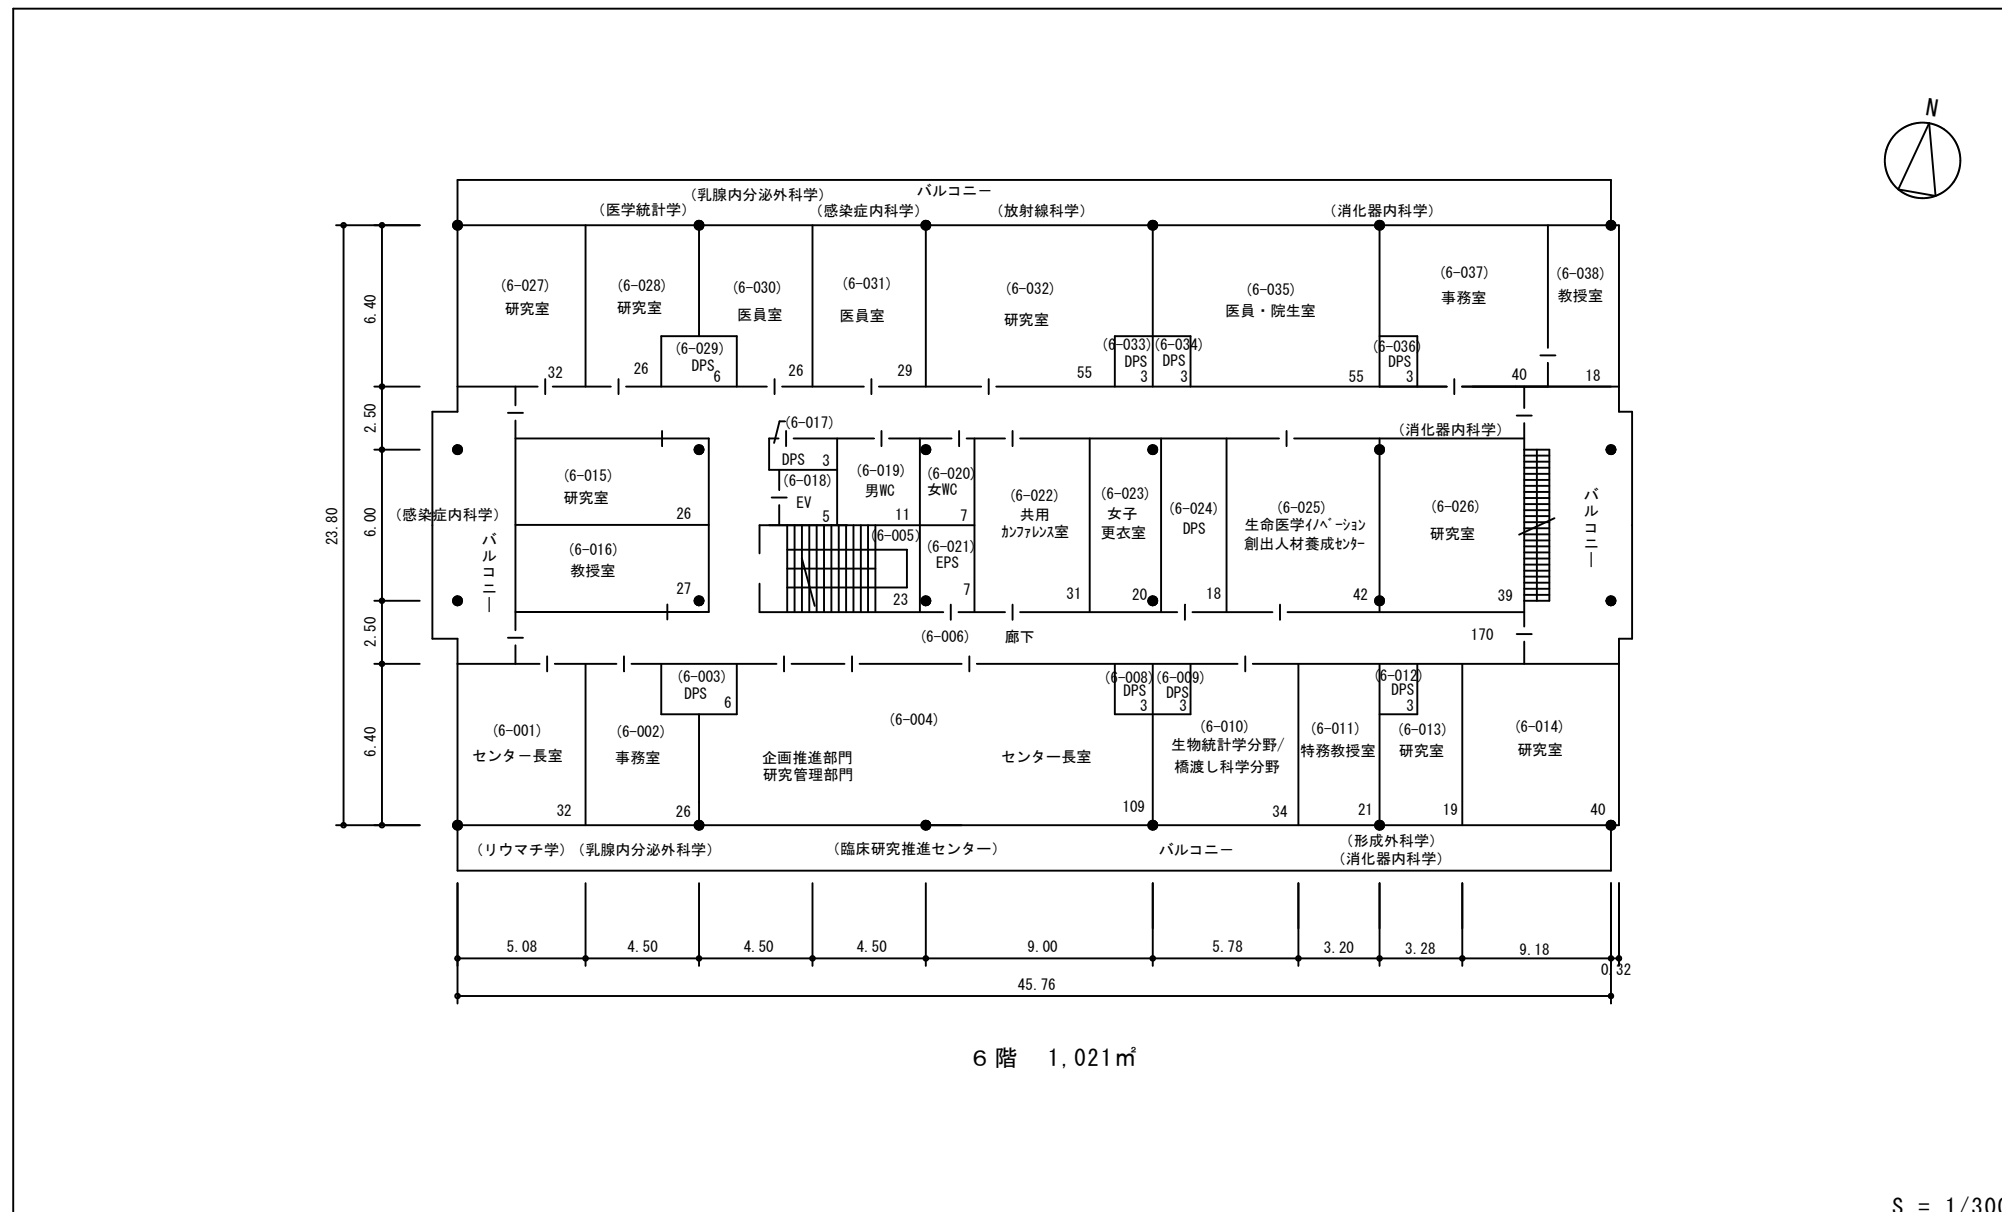 N
バルコニー
(乳腺内分泌外科学)
(医学統計学)
(感染症内科学)
(放射線科学)
(消化器内科学)
(6-027)
研究室
32
(6-028)
研究室
26
(6-029)
DPS
6
(6-030)
医員室
26
(6-031)
医員室
29
(6-032)
研究室
55
(6-033)
DPS
3
(6-034)
DPS
3
(6-035)
医員・院生室
55
(6-036)
DPS
3
(6-037)
事務室
40
(6-038)
教授室
18
6.40
2.50
6.00
2.50
6.40
23.80
(感染症内科学)
バルコニー
(6-015)
研究室
26
(6-016)
教授室
27
(6-017)
DPS 3
(6-018)
EV
5
(6-019)
男WC
11
(6-005)
23
(6-020)
女WC
7
(6-021)
EPS
7
(6-022)
共用
カンファレンス室
31
(6-023)
女子
更衣室
20
(6-024)
DPS
18
(6-025)
生命医学イノベーション
創出人材養成センター
42
(消化器内科学)
(6-026)
研究室
39
バルコニー
(6-006) 廊下
170
(6-001)
センター長室
32
(6-002)
事務室
26
(6-003)
DPS
6
(6-004)
企画推進部門
研究管理部門
センター長室
109
(6-008)
DPS
3
(6-009)
DPS
3
(6-010)
生物統計学分野/
橋渡し科学分野
34
(6-011)
特務教授室
21
(6-012)
DPS
3
(6-013)
研究室
19
(6-014)
研究室
40
(リウマチ学)
(乳腺内分泌外科学)
(臨床研究推進センター)
バルコニー
(形成外科学)
(消化器内科学)
5.08
4.50
4.50
4.50
9.00
5.78
3.20
3.28
9.18
0.32
45.76
6階 1,021㎡
S = 1/300